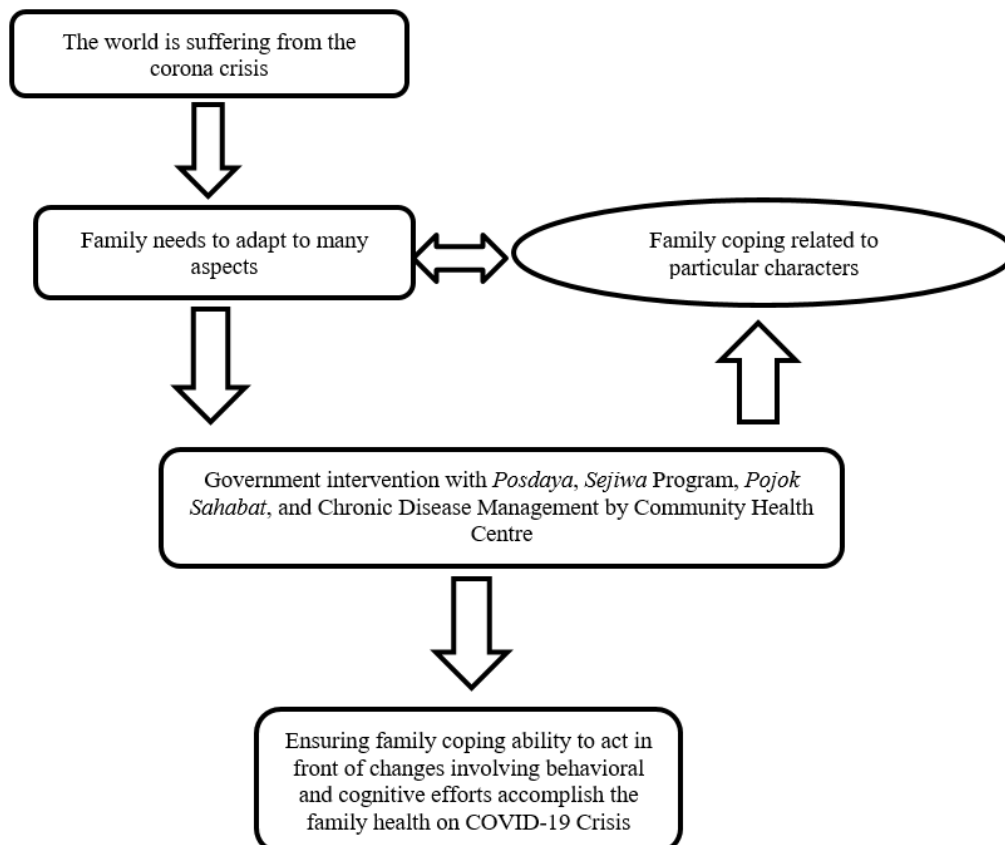 The world is suffering from the
corona crisis
Family needs to adapt to many
aspects
Family coping related to
particular characters
Government intervention with Posdaya, Sejiwa Program, Pojok
Sahabat, and Chronic Disease Management by Community Health
Centre
Ensuring family coping ability to act in
front of changes involving behavioral
and cognitive efforts accomplish the
family health on COVID-19 Crisis